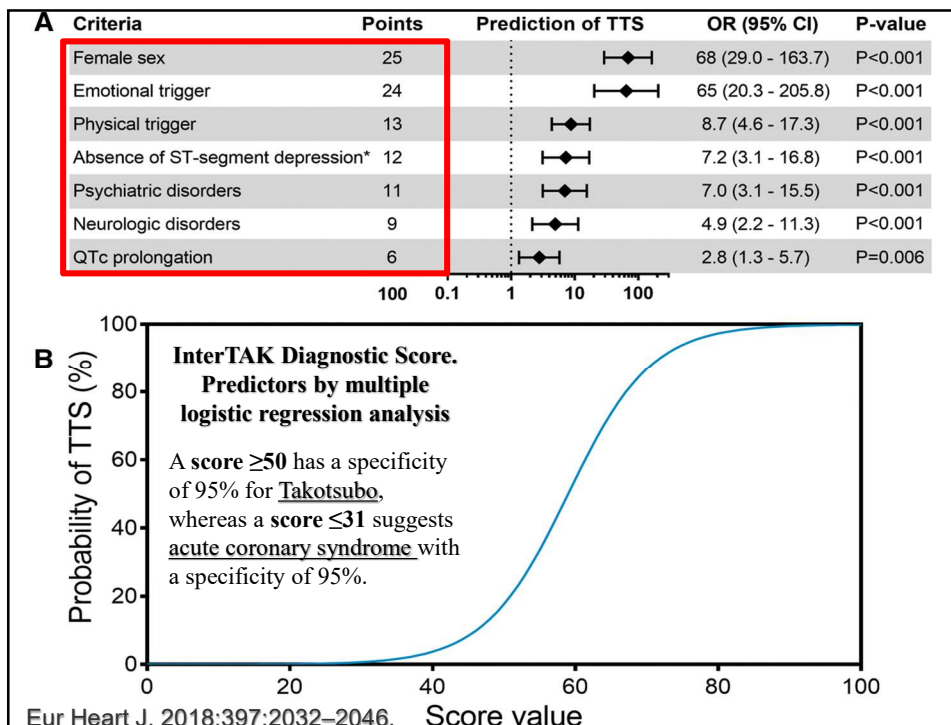 A Criteria Points Prediction of TTS OR (95% CI) P-value
Female sex 25 68 (29.0 - 163.7) P<0.001
Emotional trigger 24 65 (20.3 - 205.8) P<0.001
Physical trigger 13 8.7 (4.6 - 17.3) P<0.001
Absence of ST-segment depression* 12 7.2 (3.1 - 16.8) P<0.001
Psychiatric disorders 11 7.0 (3.1 - 15.5) P<0.001
Neurologic disorders 9 4.9 (2.2 - 11.3) P<0.001
QTc prolongation 6 2.8 (1.3 - 5.7) P=0.006
100 0.1 1 10 100
B
Probability of TTS (%)
100
80
60
40
20
0
InterTAK Diagnostic Score.
Predictors by multiple
logistic regression analysis
A score ≥50 has a specificity
of 95% for Takotsubo,
whereas a score ≤31 suggests
acute coronary syndrome with
a specificity of 95%.
0 20 40 60 80 100
Eur Heart J. 2018;397:2032–2046. Score value